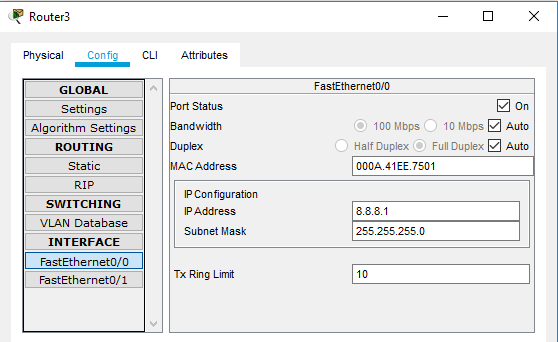 Router3
Physical Config CLI Attributes
GLOBAL
Settings
Algorithm Settings
ROUTING
Static
RIP
SWITCHING
VLAN Database
INTERFACE
FastEthernet0/0
FastEthernet0/1
FastEthernet0/0
Port Status On
Bandwidth 100 Mbps 10 Mbps Auto
Duplex Half Duplex Full Duplex Auto
MAC Address 000A.41EE.7501
IP Configuration
IP Address 8.8.8.1
Subnet Mask 255.255.255.0
Tx Ring Limit 10